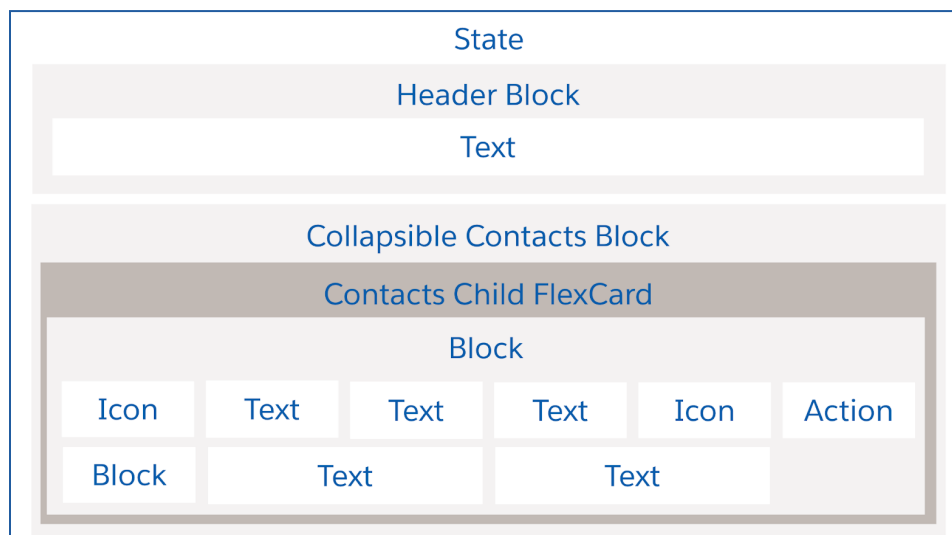 State
Header Block
Text
Collapsible Contacts Block
Contacts Child FlexCard
Block
Icon Text Text Text Icon Action
Block Text Text